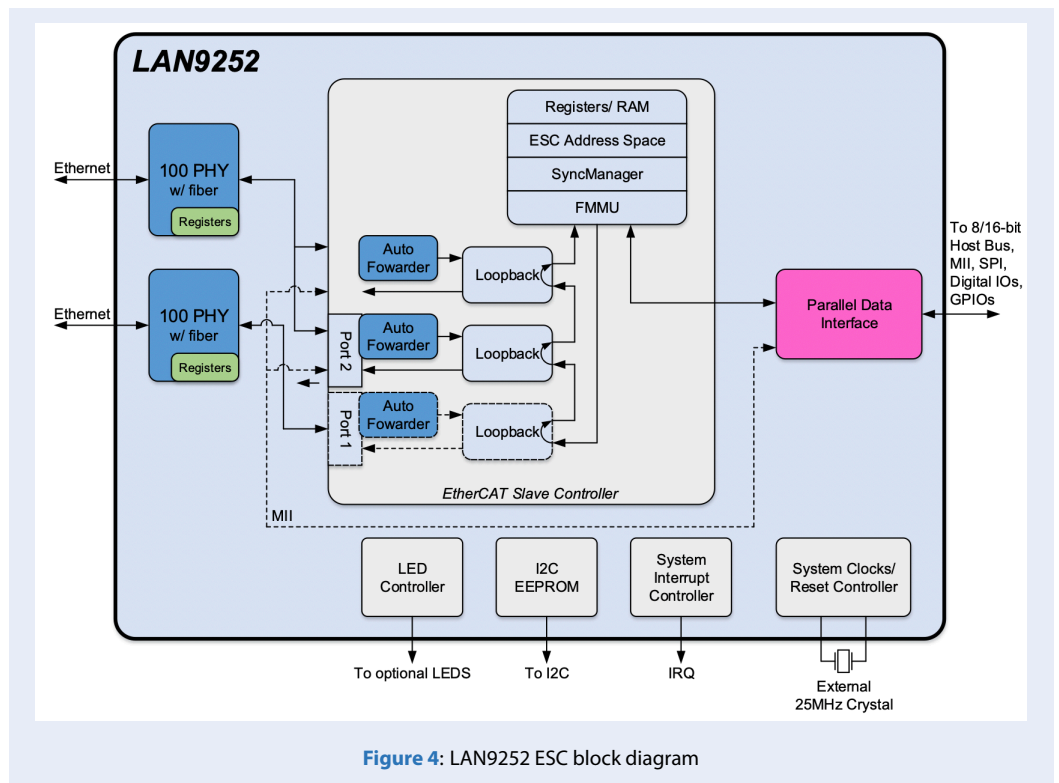 LAN9252
Registers/ RAM
ESC Address Space
SyncManager
FMMU
Ethernet
100 PHY
w/ fiber
Registers
Ethernet
100 PHY
w/ fiber
Registers
Auto
Fowarder
Loopback
Port 2
Auto
Fowarder
Loopback
Port 1
Auto
Fowarder
Loopback
EtherCAT Slave Controller
MII
Parallel Data
Interface
To 8/16-bit
Host Bus,
MII, SPI,
Digital IOs,
GPIOs
LED
Controller
I2C
EEPROM
System
Interrupt
Controller
System Clocks/
Reset Controller
To optional LEDS
To I2C
IRQ
External
25MHz Crystal
Figure 4: LAN9252 ESC block diagram